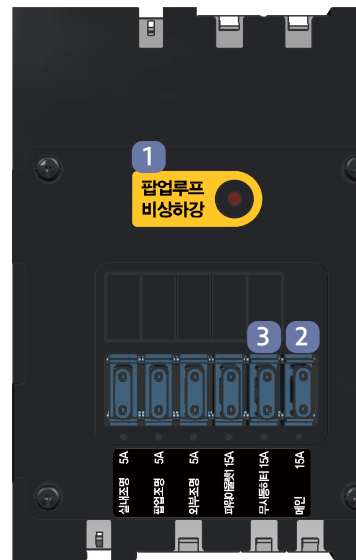 1
팝업루프
비상하강
3
2
실내조명 5A
팝업조명 5A
외부조명 5A
파워아울렛 15A
무시동히터 15A
메인 15A